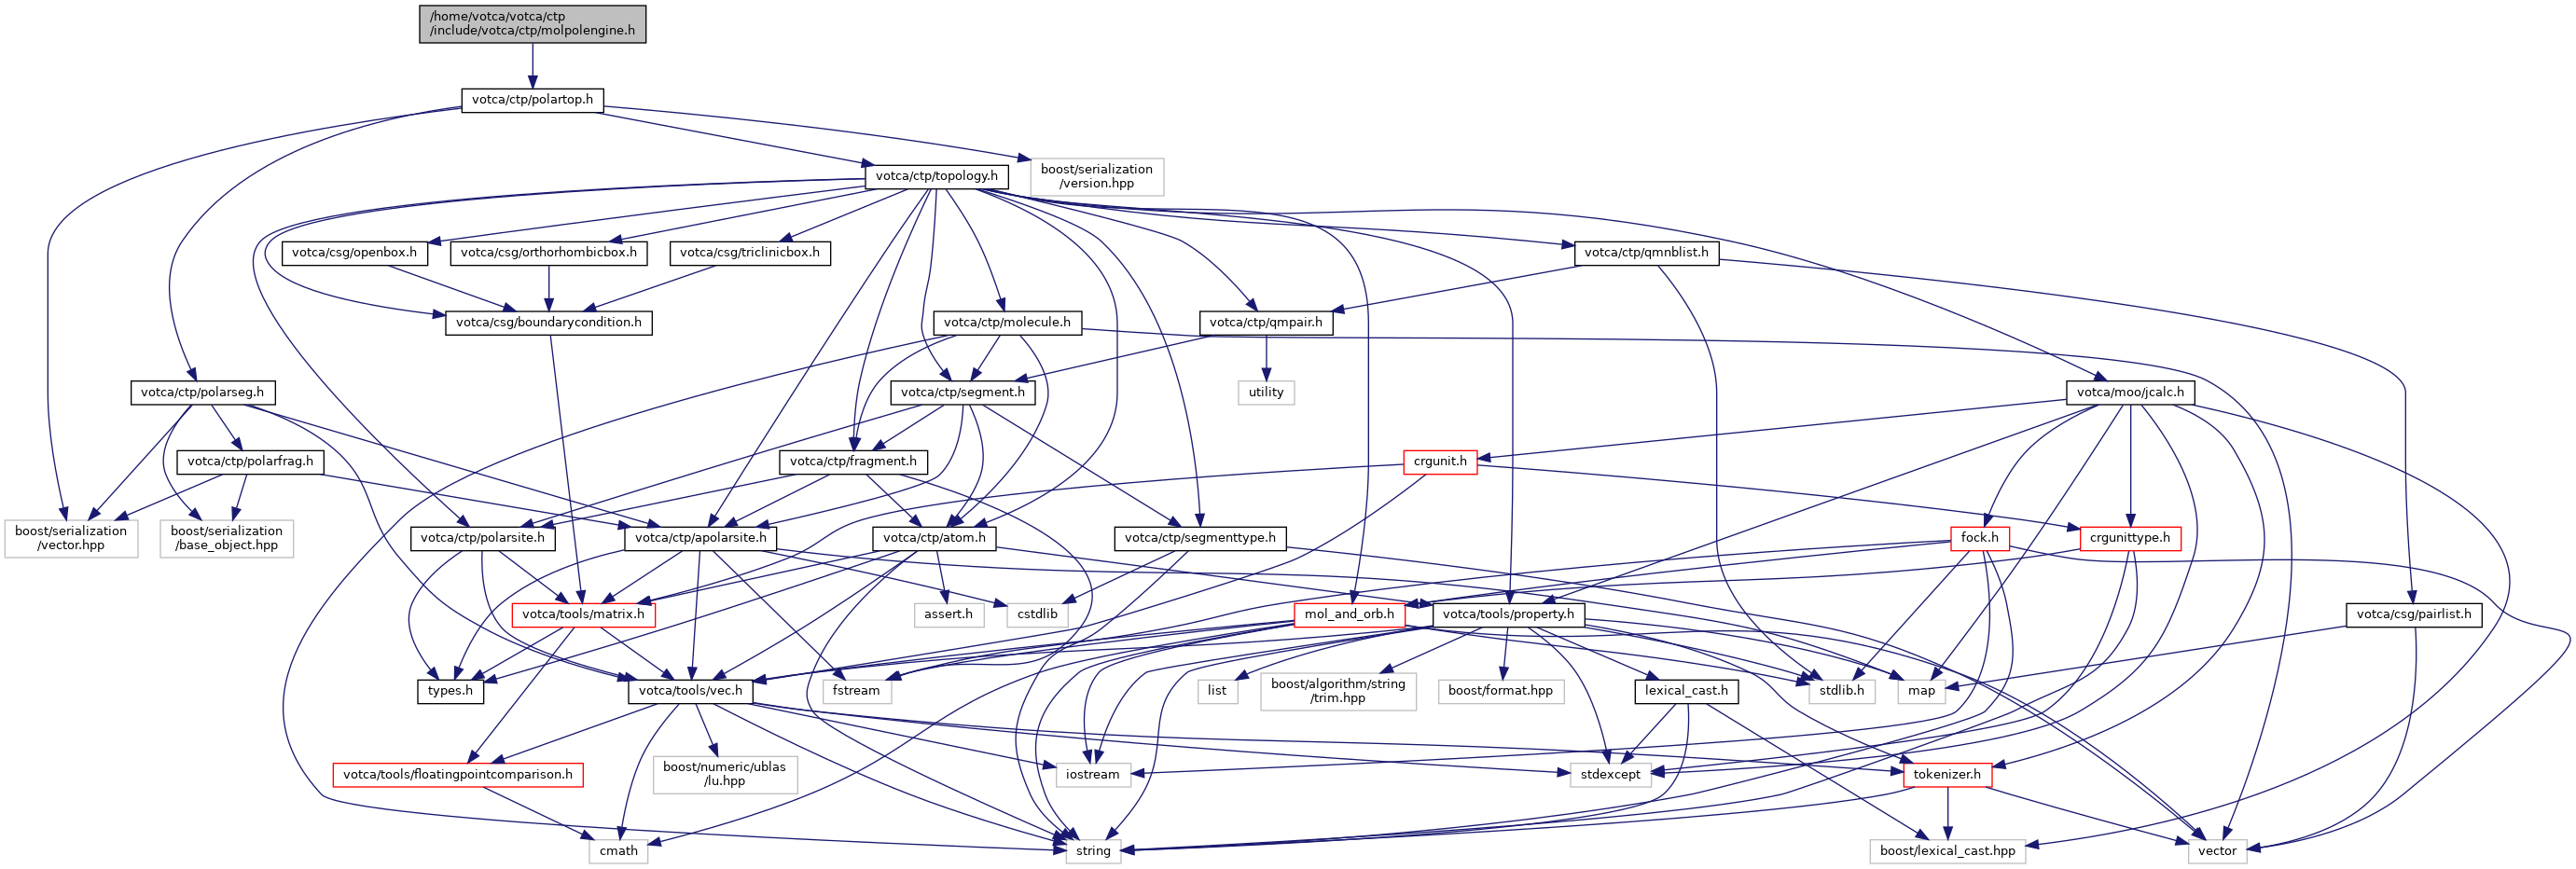 /home/votca/votca/ctp
/include/votca/ctp/molpolengine.h
votca/ctp/polartop.h
boost/serialization
/version.hpp
votca/ctp/topology.h
votca/csg/openbox.h
votca/csg/orthorhombicbox.h
votca/csg/triclinicbox.h
votca/ctp/qmnblist.h
votca/csg/boundarycondition.h
votca/ctp/molecule.h
votca/ctp/qmpair.h
votca/ctp/polarseg.h
votca/ctp/segment.h
utility
votca/moo/jcalc.h
votca/ctp/polarfrag.h
votca/ctp/fragment.h
crgunit.h
boost/serialization
/vector.hpp
boost/serialization
/base_object.hpp
votca/ctp/polarsite.h
votca/ctp/apolarsite.h
votca/ctp/atom.h
votca/ctp/segmenttype.h
fock.h
crgunittype.h
votca/tools/matrix.h
assert.h
cstdlib
mol_and_orb.h
votca/tools/property.h
votca/csg/pairlist.h
types.h
votca/tools/vec.h
fstream
list
boost/algorithm/string
/trim.hpp
boost/format.hpp
lexical_cast.h
stdlib.h
map
votca/tools/floatingpointcomparison.h
boost/numeric/ublas
/lu.hpp
iostream
stdexcept
tokenizer.h
cmath
string
boost/lexical_cast.hpp
vector